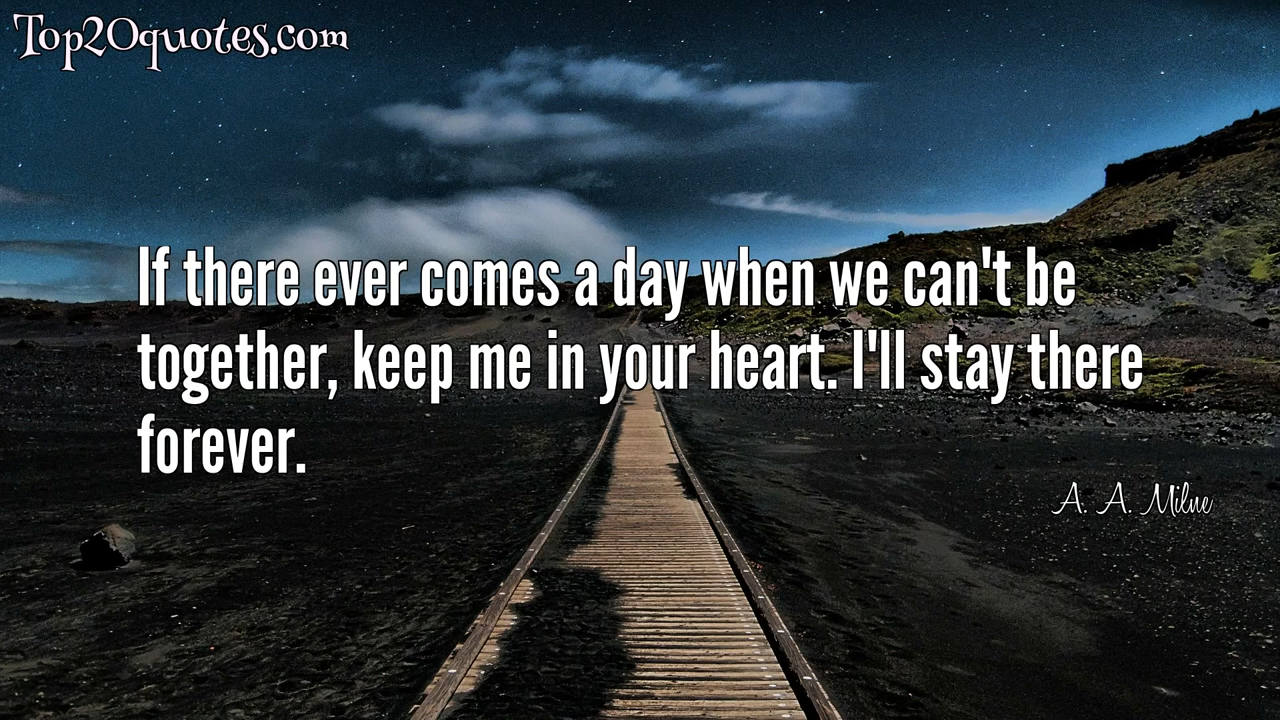 Top20quotes.com
If there ever comes a day when we can't be
together, keep me in your heart. I'll stay there
forever.
A. A. Milne